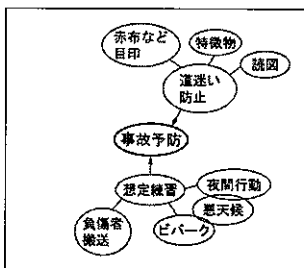 赤布など
目印
特徴物
読図
道迷い
防止
事故予防
想定練習
夜間行動
悪天候
ビバーク
負傷者
搬送